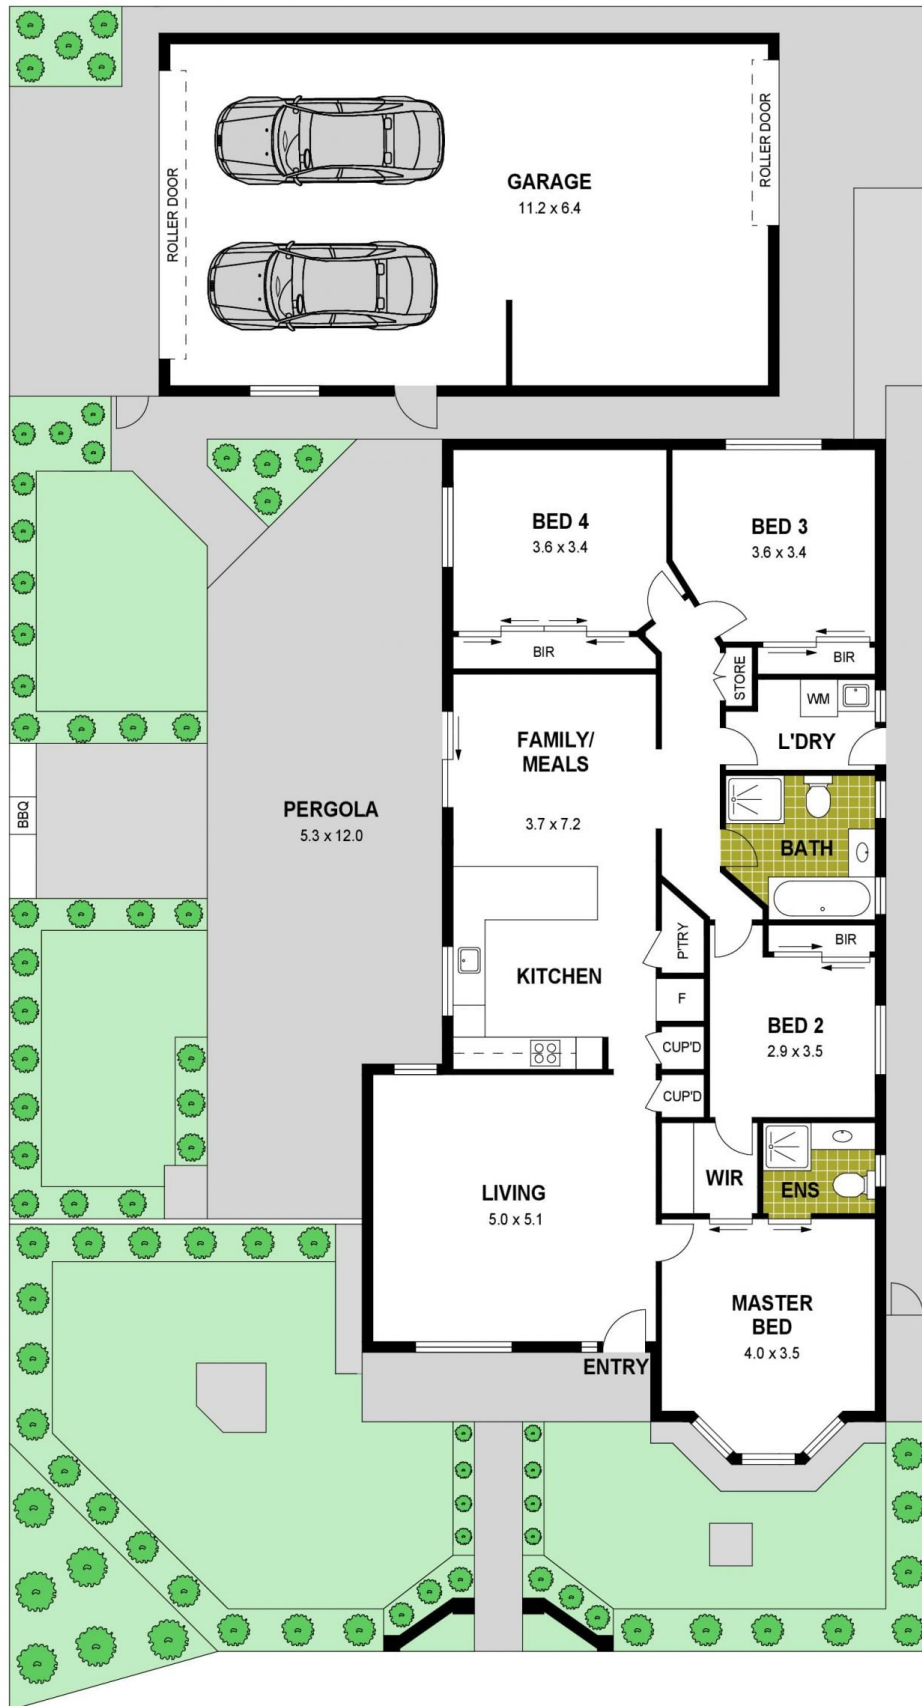 ROLLER DOOR
ROLLER DOOR
GARAGE
11.2 x 6.4
BED 4
3.6 x 3.4
BED 3
3.6 x 3.4
BIR
STORE
BIR
WM
L'DRY
FAMILY/
MEALS
3.7 x 7.2
PERGOLA
5.3 x 12.0
BBQ
BATH
P'TRY
BIR
KITCHEN
F
BED 2
2.9 x 3.5
CUP'D
CUP'D
WIR
ENS
LIVING
5.0 x 5.1
MASTER
BED
4.0 x 3.5
ENTRY